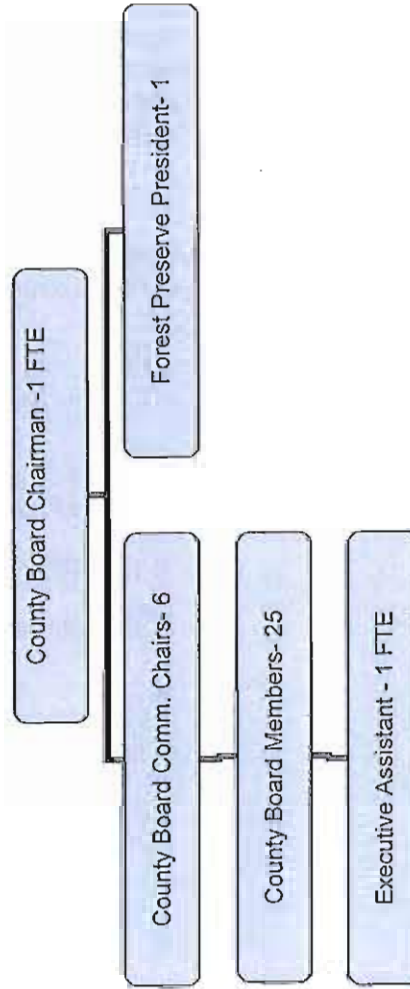 County Board Chairman -1 FTE
County Board Comm. Chairs- 6
Forest Preserve President- 1
County Board Members- 25
Executive Assistant - 1 FTE